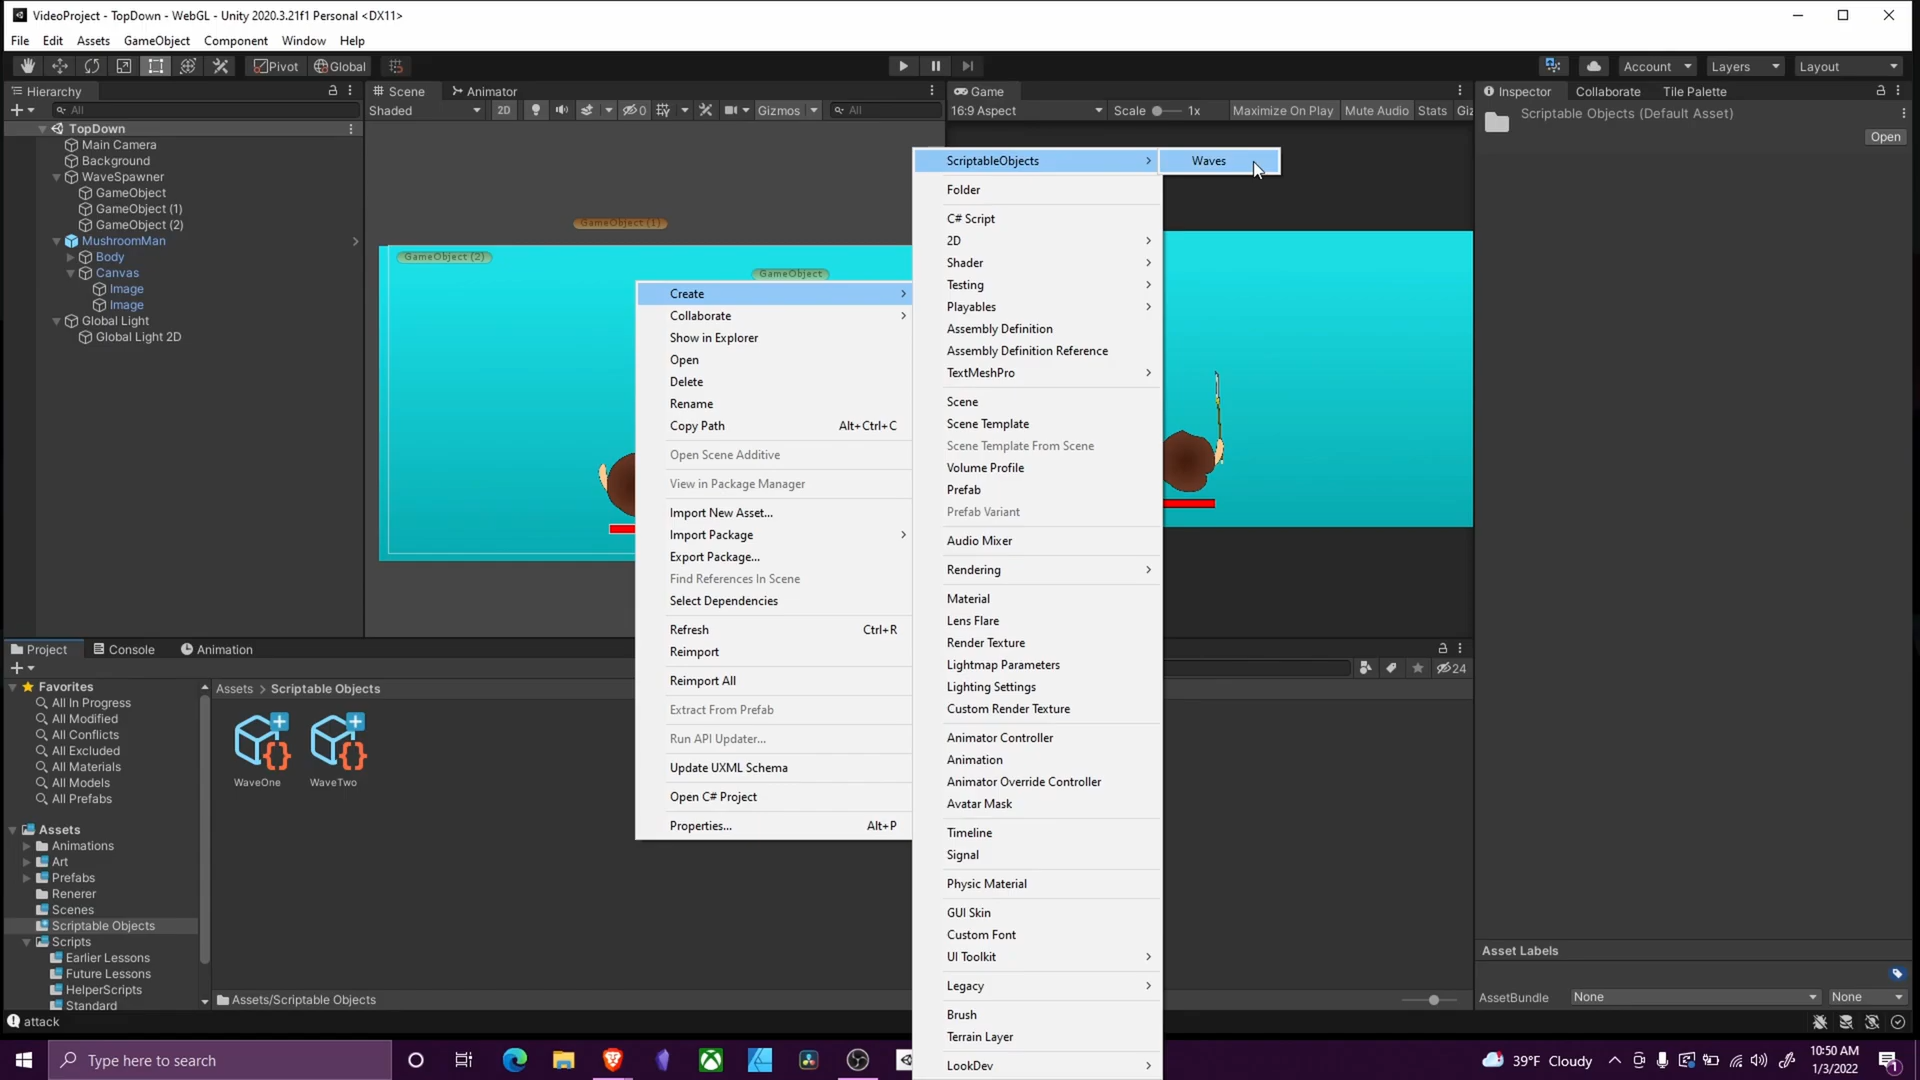 VideoProject - TopDown - WebGL - Unity 2020.3.21f1 Personal <DX11>
File Edit Assets GameObject Component Window Help
Pivot Global Account Layers Layout
Hierarchy Scene Animator Game Inspector Collaborate Tile Palette
All Shaded 2D 0 Gizmos All 16:9 Aspect Scale 1x Maximize On Play Mute Audio Stats Giz
Scriptable Objects (Default Asset)
Open
TopDown
Main Camera
Background
WaveSpawner
GameObject
GameObject (1)
GameObject (2)
MushroomMan
Body
Canvas
Image
Image
Global Light
Global Light 2D
GameObject (1)
GameObject (2)
GameObject
Create
Collaborate
Show in Explorer
Open
Delete
Rename
Copy Path Alt+Ctrl+C
Open Scene Additive
View in Package Manager
Import New Asset...
Import Package
Export Package...
Find References In Scene
Select Dependencies
Refresh Ctrl+R
Reimport
Reimport All
Extract From Prefab
Run API Updater...
Update UXML Schema
Open C# Project
Properties... Alt+P
ScriptableObjects
Folder
C# Script
2D
Shader
Testing
Playables
Assembly Definition
Assembly Definition Reference
TextMeshPro
Scene
Scene Template
Scene Template From Scene
Volume Profile
Prefab
Prefab Variant
Audio Mixer
Rendering
Material
Lens Flare
Render Texture
Lightmap Parameters
Lighting Settings
Custom Render Texture
Animator Controller
Animation
Animator Override Controller
Avatar Mask
Timeline
Signal
Physic Material
GUI Skin
Custom Font
UI Toolkit
Legacy
Brush
Terrain Layer
LookDev
Waves
Project Console Animation
24
Favorites
All In Progress
All Modified
All Conflicts
All Excluded
All Materials
All Models
All Prefabs
Assets
Animations
Art
Prefabs
Renerer
Scenes
Scriptable Objects
Scripts
Earlier Lessons
Future Lessons
HelperScripts
Standard
Assets > Scriptable Objects
WaveOne WaveTwo
Assets/Scriptable Objects
Asset Labels
AssetBundle None None
attack
Type here to search
39°F Cloudy
10:50 AM
1/3/2022
1